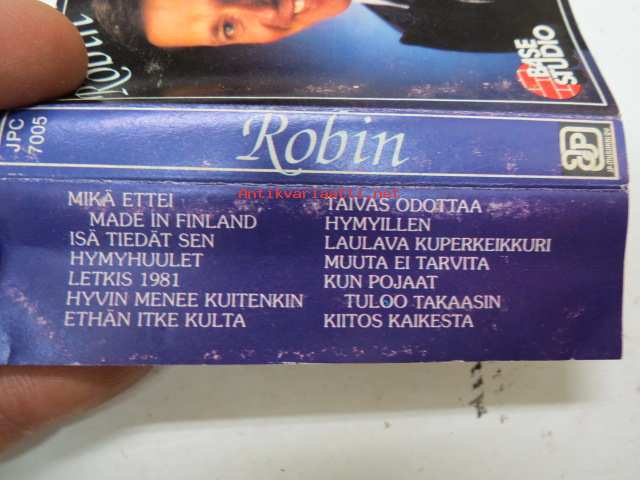 Robin
BASE
STUDIO
JPC
7005
Robin
JP
Antikvariaatti.net
MIKÄ ETTEI
MADE IN FINLAND
ISÄ TIEDÄT SEN
HYMYHUULET
LETKIS 1981
HYVIN MENEE KUITENKIN
ETHÄN ITKE KULTA
TAIVAS ODOTTAA
HYMYILLEN
LAULAVA KUPERKEIKKURI
MUUTA EI TARVITA
KUN POJAAT
TULOO TAKAASIN
KIITOS KAIKESTA